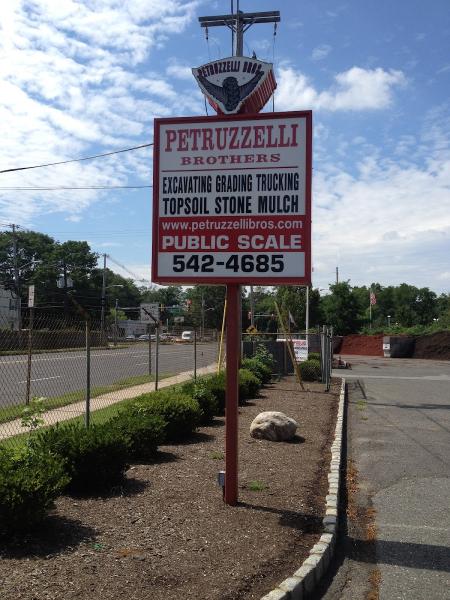 PETRUZZELLI BROS.
PETRUZZELLI
BROTHERS
EXCAVATING GRADING TRUCKING
TOPSOIL STONE MULCH
www.petruzzellibros.com
PUBLIC SCALE
542-4685